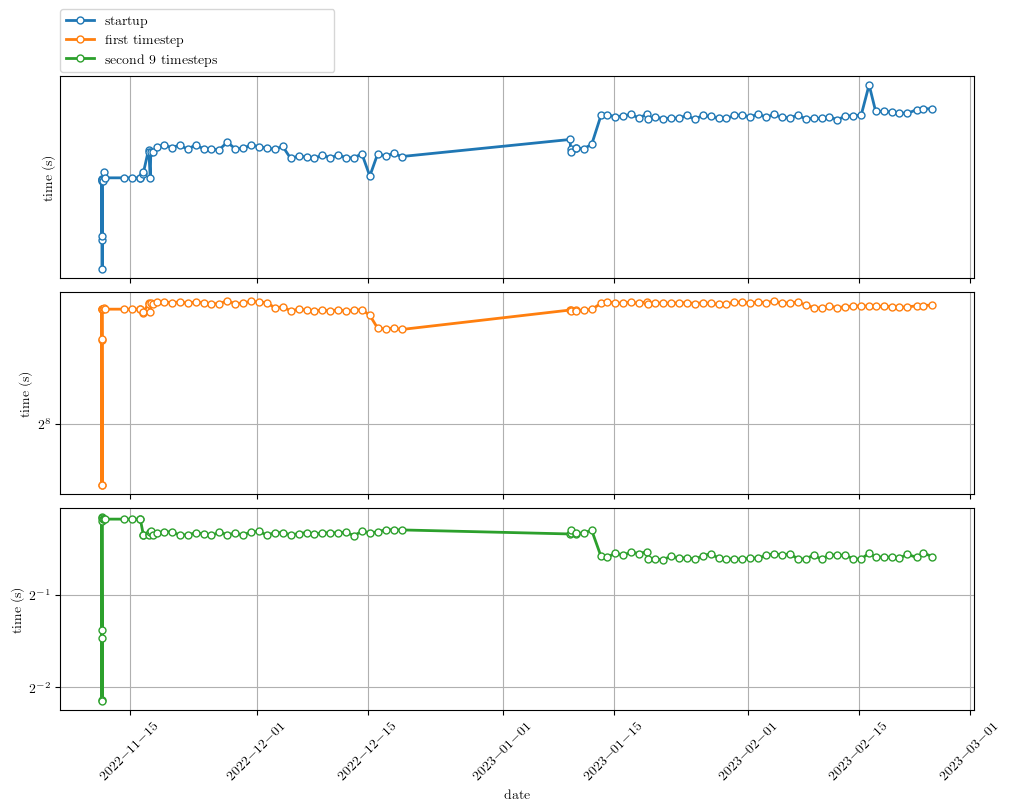 startup
first timestep
second 9 timesteps
time (s)
time (s)
2^8
time (s)
2^−1
2^−2
2022−11−15
2022−12−01
2022−12−15
2023−01−01
2023−01−15
2023−02−01
2023−02−15
2023−03−01
date